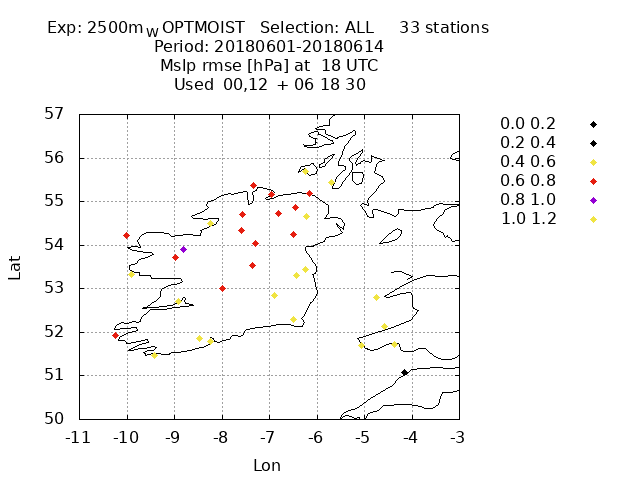 Exp: 2500m_W OPTMOIST Selection: ALL 33 stations
Period: 20180601-20180614
Mslp rmse [hPa] at 18 UTC
Used 00,12 + 06 18 30
57
56
55
54
53
52
51
50
Lat
-11 -10 -9 -8 -7 -6 -5 -4 -3
Lon
0.0 0.2
0.2 0.4
0.4 0.6
0.6 0.8
0.8 1.0
1.0 1.2